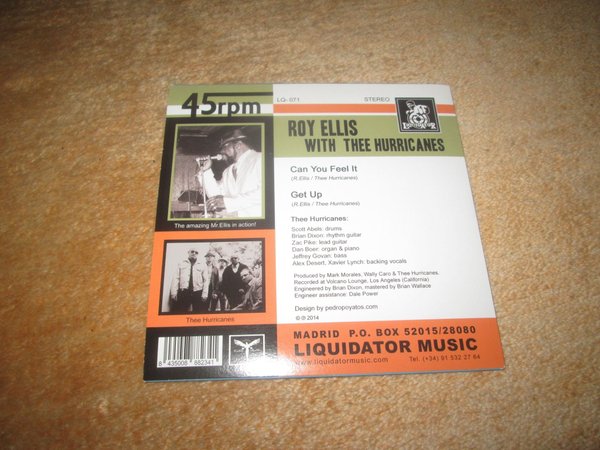 45rpm
LQ- 071
STEREO
ROY ELLIS
WITH THEE HURRICANES
The amazing Mr.Ellis in action!
Can You Feel It
(R.Ellis / Thee Hurricanes)
Get Up
(R.Ellis / Thee Hurricanes)
Thee Hurricanes:
Scott Abels: drums
Brian Dixon: rhythm guitar
Zac Pike: lead guitar
Dan Boer: organ & piano
Jeffrey Govan: bass
Alex Desert, Xavier Lynch: backing vocals
Produced by Mark Morales, Wally Caro & Thee Hurricanes.
Recorded at Volcano Lounge, Los Angeles (California)
Engineered by Brian Dixon, mastered by Brian Wallace
Engineer assistance: Dale Power
Design by pedropoyatos.com
© ℗ 2014
Thee Hurricanes
MADRID P.O. BOX 52015/28080
LIQUIDATOR MUSIC
www.liquidatormusic.com
Tel. (+34) 91 532 27 64
8 435008 882341